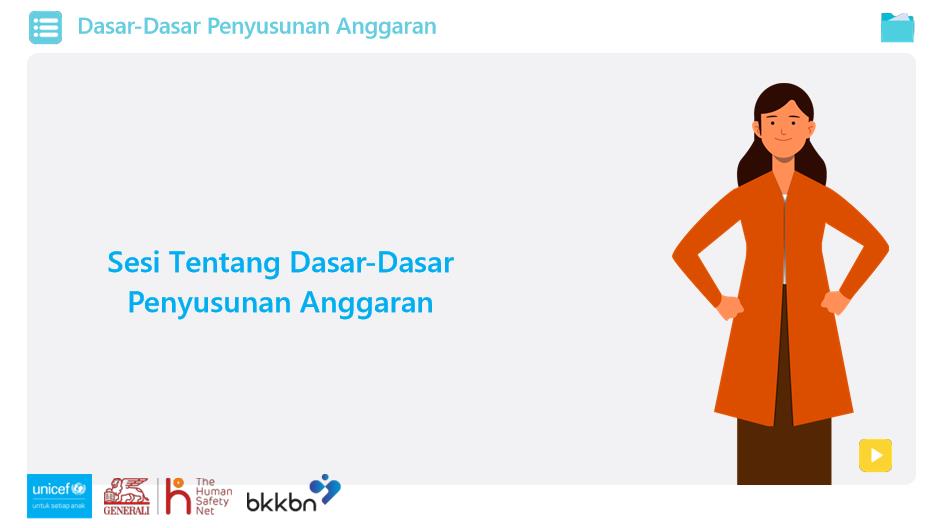 Dasar-Dasar Penyusunan Anggaran
Sesi Tentang Dasar-Dasar
Penyusunan Anggaran
unicef
untuk setiap anak
GENERALI
The
Human
Safety
Net
bkkbn